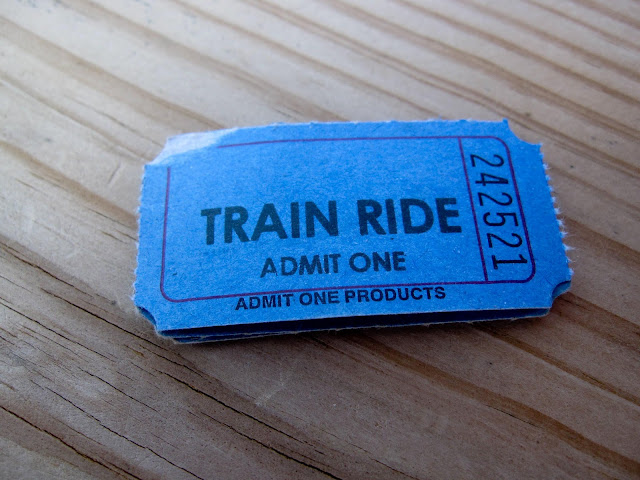 TRAIN RIDE
ADMIT ONE
ADMIT ONE PRODUCTS
242521